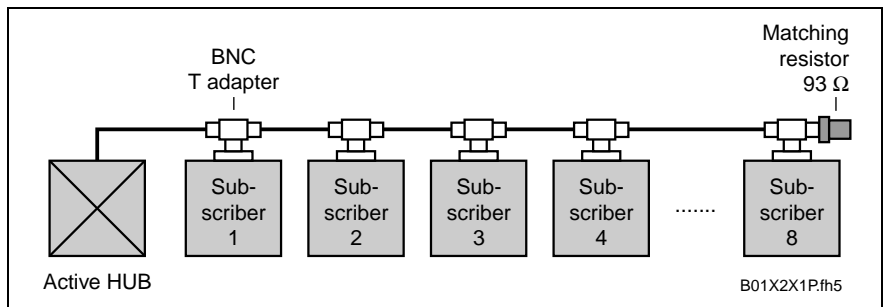 BNC
T adapter
Matching
resistor
93 Ω
Sub-
scriber
1
Sub-
scriber
2
Sub-
scriber
3
Sub-
scriber
4
.......
Sub-
scriber
8
Active HUB
B01X2X1P.fh5